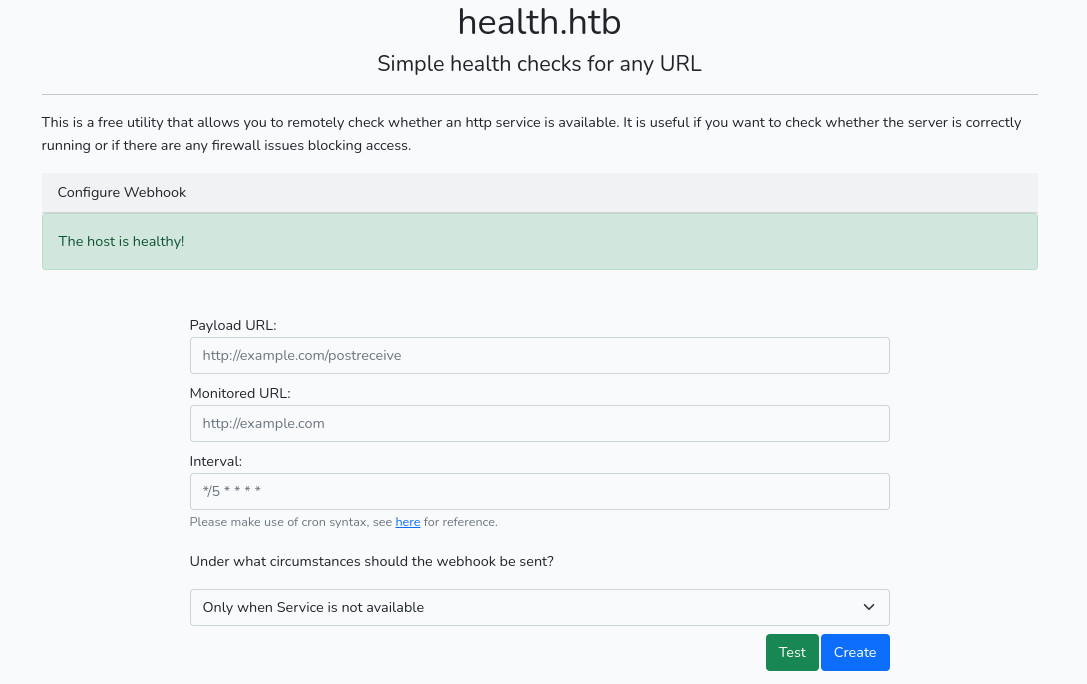 health.htb
Simple health checks for any URL
This is a free utility that allows you to remotely check whether an http service is available. It is useful if you want to check whether the server is correctly
running or if there are any firewall issues blocking access.
Configure Webhook
The host is healthy!
Payload URL:
http://example.com/postreceive
Monitored URL:
http://example.com
Interval:
*/5 * * * *
Please make use of cron syntax, see here for reference.
Under what circumstances should the webhook be sent?
Only when Service is not available
Test Create